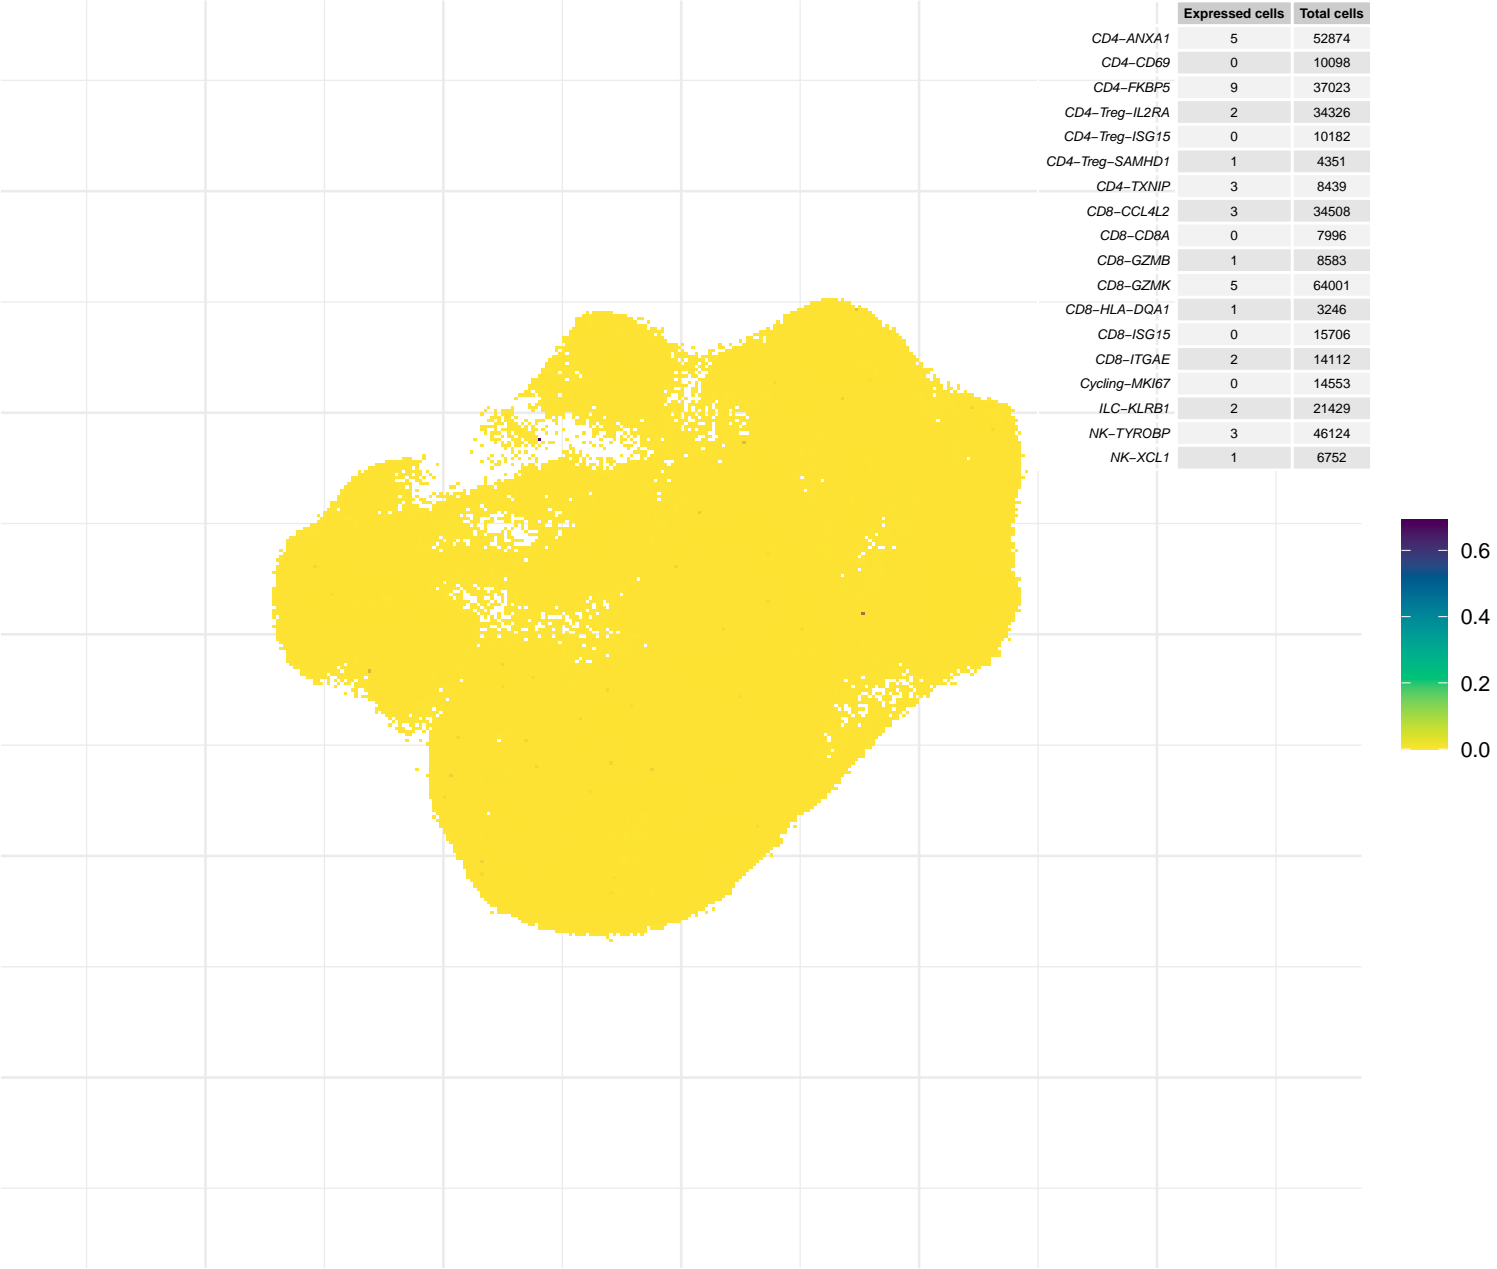 Expressed cells Total cells
CD4−ANXA1 5 52874
CD4−CD69 0 10098
CD4−FKBP5 9 37023
CD4−Treg−IL2RA 2 34326
CD4−Treg−ISG15 0 10182
CD4−Treg−SAMHD1 1 4351
CD4−TXNIP 3 8439
CD8−CCL4L2 3 34508
CD8−CD8A 0 7996
CD8−GZMB 1 8583
CD8−GZMK 5 64001
CD8−HLA−DQA1 1 3246
CD8−ISG15 0 15706
CD8−ITGAE 2 14112
Cycling−MKI67 0 14553
ILC−KLRB1 2 21429
NK−TYROBP 3 46124
NK−XCL1 1 6752
0.6
0.4
0.2
0.0